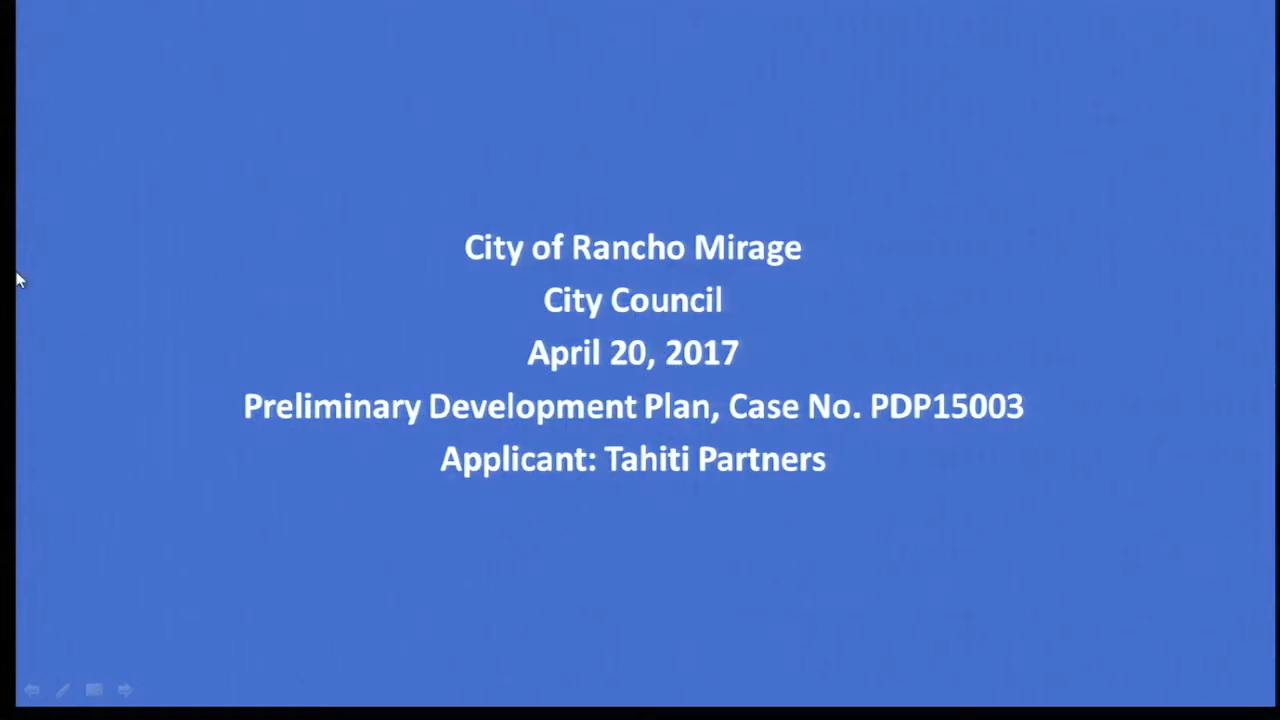 City of Rancho Mirage
City Council
April 20, 2017
Preliminary Development Plan, Case No. PDP15003
Applicant: Tahiti Partners